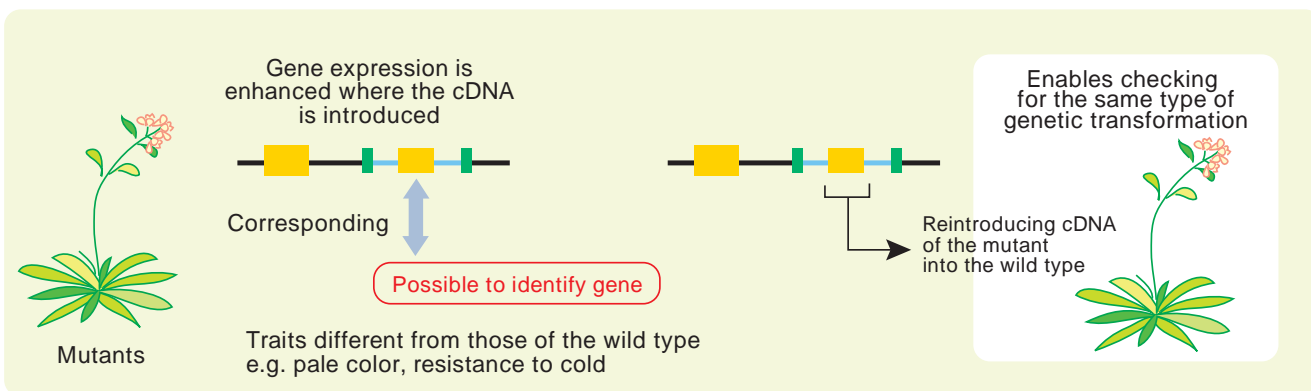 Gene expression is
enhanced where the cDNA
is introduced
Corresponding
Possible to identify gene
Traits different from those of the wild type
e.g. pale color, resistance to cold
Mutants
Reintroducing cDNA
of the mutant
into the wild type
Enables checking
for the same type of
genetic transformation